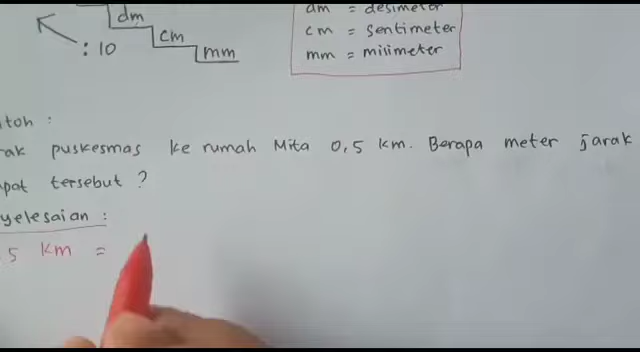 dm
cm
mm
: 10
dm = desimeter
cm = sentimeter
mm = milimeter
toh :
rak puskesmas ke rumah Mita 0,5 km. Berapa meter jarak
pat tersebut ?
yelesaian :
5 km =